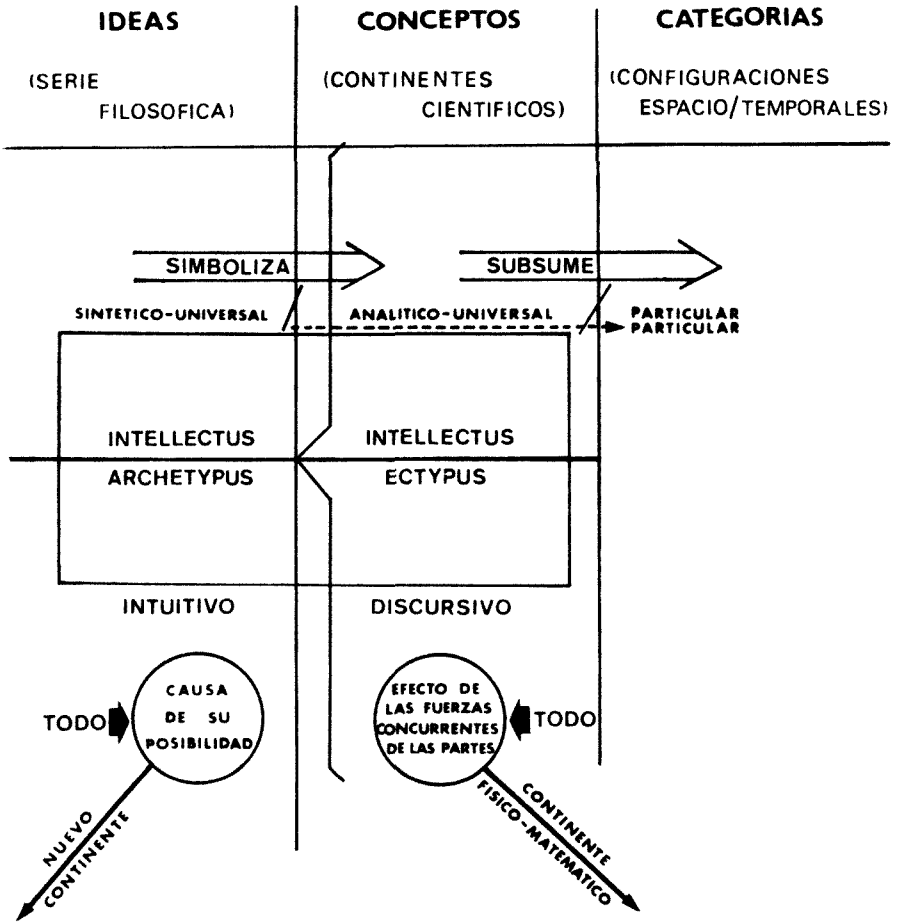 IDEAS
CONCEPTOS
CATEGORIAS
(SERIE
FILOSOFICA)
(CONTINENTES
CIENTIFICOS)
(CONFIGURACIONES
ESPACIO/TEMPORALES)
SIMBOLIZA
SUBSUME
SINTETICO-UNIVERSAL
ANALITICO-UNIVERSAL
PARTICULAR
PARTICULAR
INTELLECTUS
ARCHETYPUS
INTELLECTUS
ECTYPUS
INTUITIVO
DISCURSIVO
TODO
CAUSA
DE SU
POSIBILIDAD
EFECTO DE
LAS FUERZAS
CONCURRENTES
DE LAS PARTES
TODO
NUEVO
CONTINENTE
CONTINENTE
FISICO-MATEMATICO